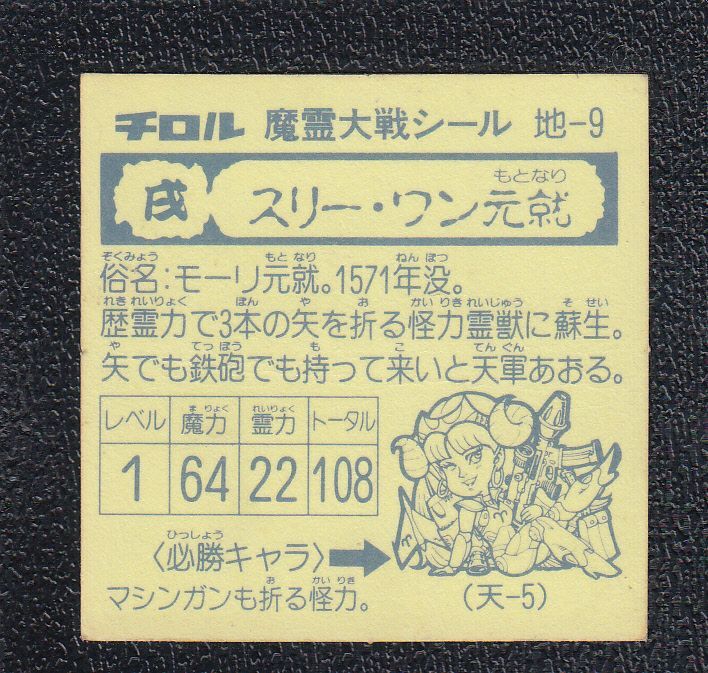 チロル 魔霊大戦シール 地-9
戌 スリー・ワン元就
もとなり
ぞくみょう もとなり ねんぼつ
俗名:モーリ元就。1571年没。
れきれいりょく ぼん や お かいりきれいじゅう そせい
歴霊力で3本の矢を折る怪力霊獣に蘇生。
や てっぽう も こ てんぐん
矢でも鉄砲でも持って来いと天軍あおる。
レベル 魔力 霊力 トータル
まりょく れいりょく
1 64 22 108
ひっしょう
〈必勝キャラ〉
お かいりき
マシンガンも折る怪力。
(天-5)